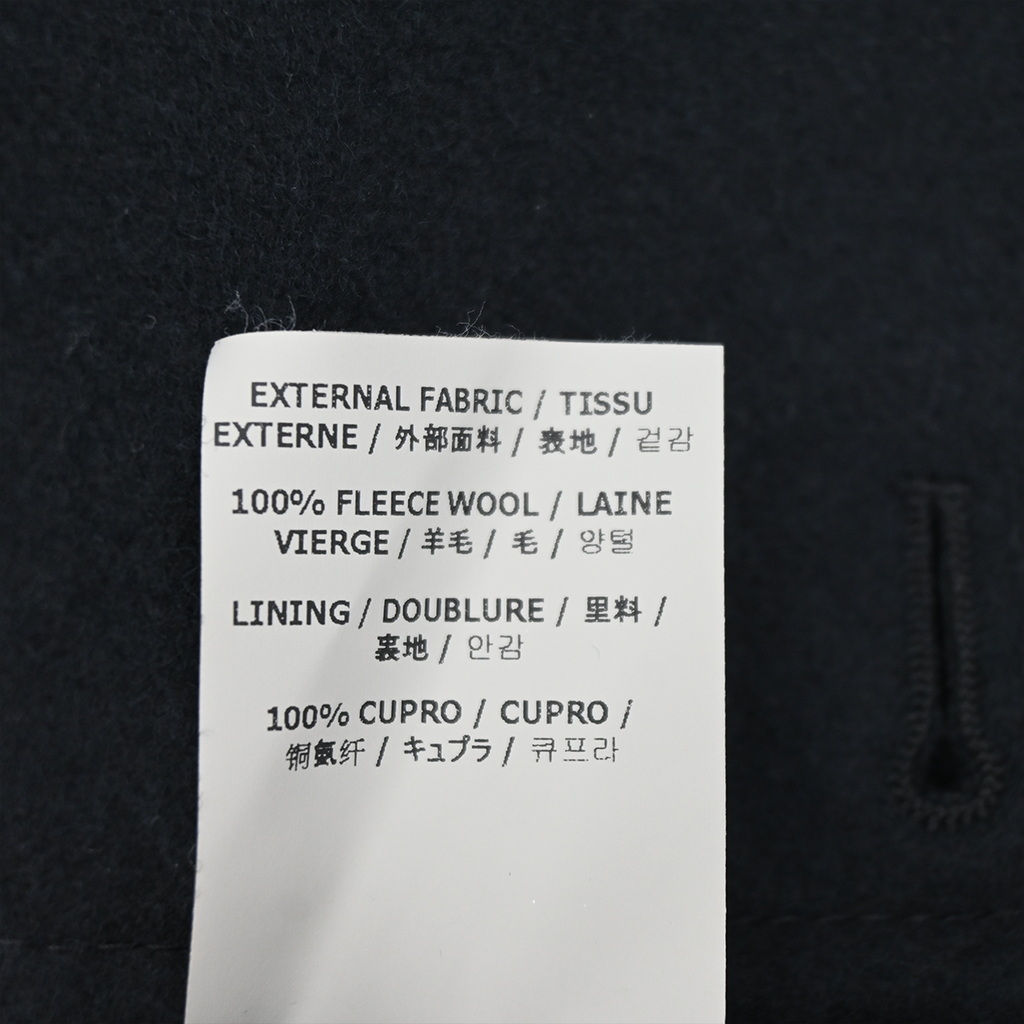 EXTERNAL FABRIC / TISSU
EXTERNE / 外部面料 / 表地 / 겉감
100% FLEECE WOOL / LAINE
VIERGE / 羊毛 / 毛 / 양털
LINING / DOUBLURE / 里料 /
裏地 / 안감
100% CUPRO / CUPRO /
铜氨纤 / キュプラ / 큐프라